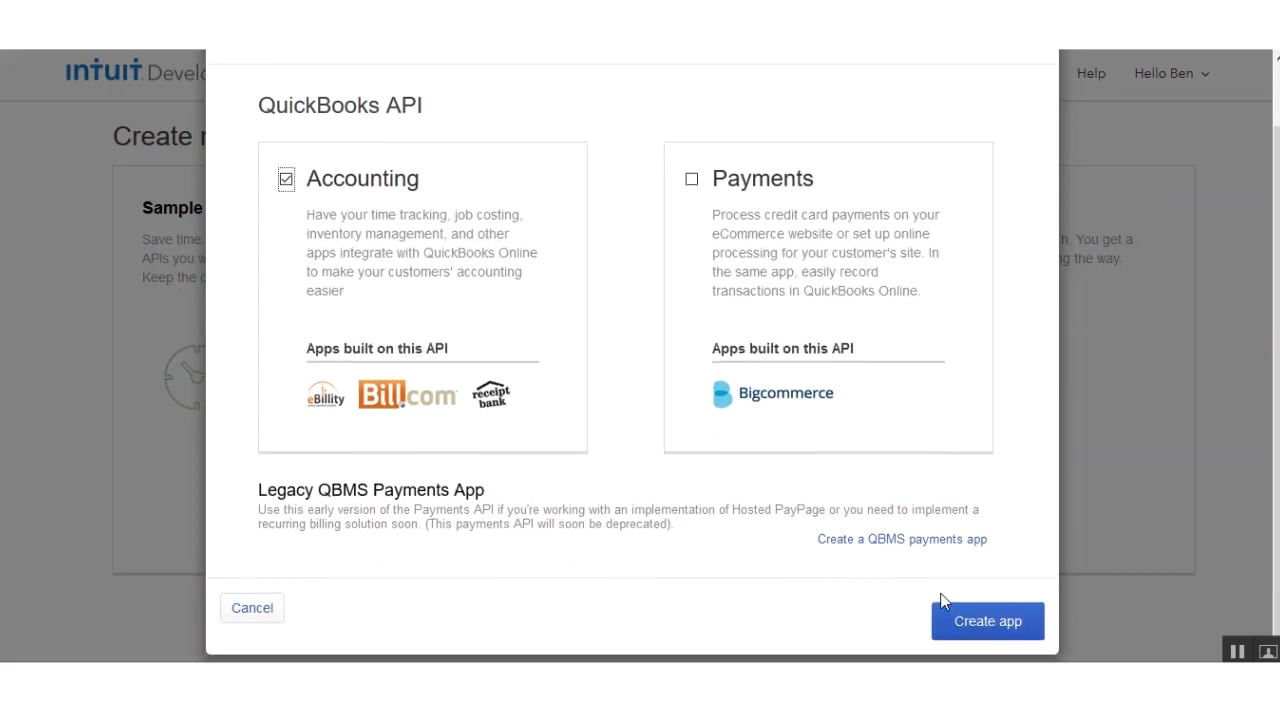 ıntuıt Develo
Help
Hello Ben
Create
Sample
Save time.
APIs you w
Keep the
h. You get a
ng the way.
QuickBooks API
Accounting
Have your time tracking, job costing,
inventory management, and other
apps integrate with QuickBooks Online
to make your customers' accounting
easier
Apps built on this API
eBillity
Bill.com
receipt
bank
Payments
Process credit card payments on your
eCommerce website or set up online
processing for your customer's site. In
the same app, easily record
transactions in QuickBooks Online.
Apps built on this API
Bigcommerce
Legacy QBMS Payments App
Use this early version of the Payments API if you're working with an implementation of Hosted PayPage or you need to implement a
recurring billing solution soon. (This payments API will soon be deprecated).
Create a QBMS payments app
Cancel
Create app